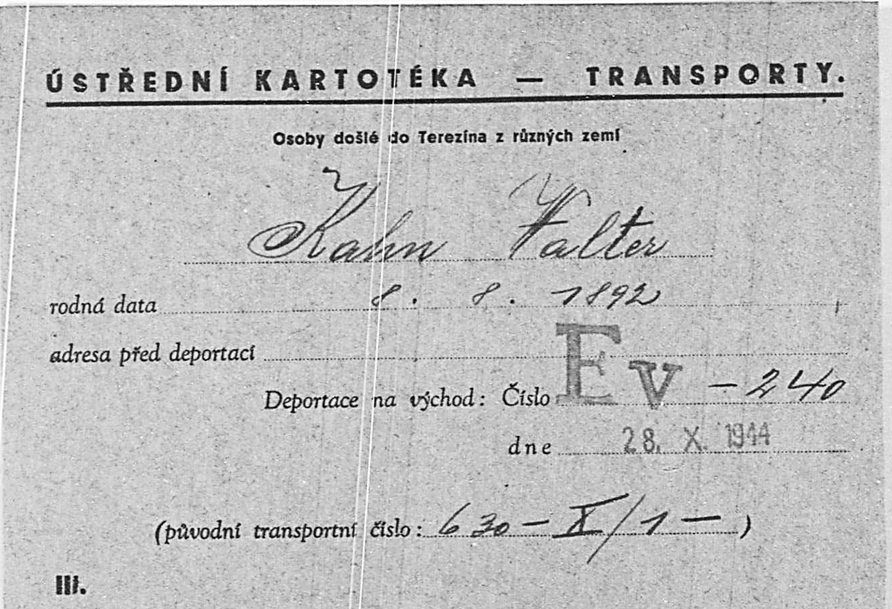 ÚSTŘEDNÍ KARTOTÉKA — TRANSPORTY.
Osoby došlé do Terezína z různých zemí
Kahn Walter
rodná data 8. 8. 1892
adresa před deportací
Deportace na východ: Číslo Ev - 240
dne 28. X. 1944
(původní transportní číslo: 630 - X/1 - )
III.